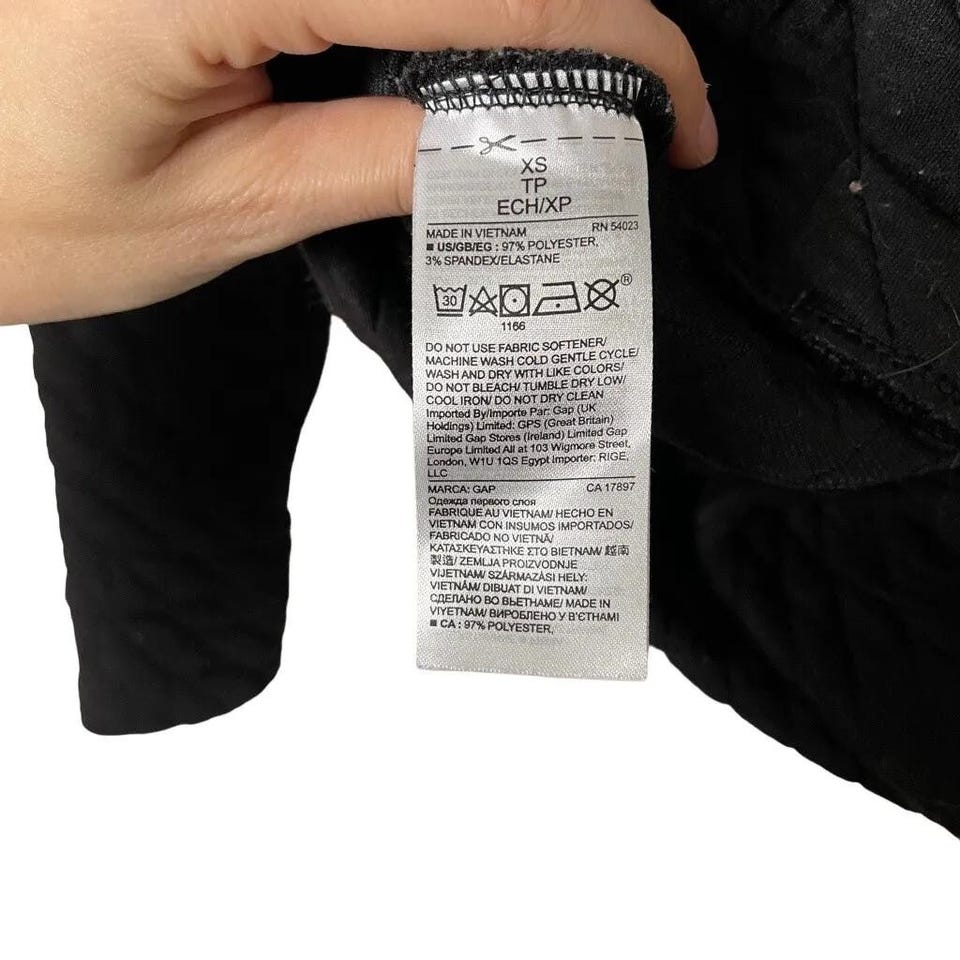 XS
TP
ECH/XP
MADE IN VIETNAM RN 54023
■ US/GB/EG : 97% POLYESTER,
3% SPANDEX/ELASTANE
30
®
1166
DO NOT USE FABRIC SOFTENER/
MACHINE WASH COLD GENTLE CYCLE/
WASH AND DRY WITH LIKE COLORS/
DO NOT BLEACH/ TUMBLE DRY LOW/
COOL IRON/ DO NOT DRY CLEAN
Imported By/Importe Par: Gap (UK
Holdings) Limited: GPS (Great Britain)
Limited Gap Stores (Ireland) Limited Gap
Europe Limited All at 103 Wigmore Street,
London, W1U 1QS Egypt Importer: RIGE,
LLC
MARCA: GAP CA 17897
Одежда первого слоя
FABRIQUE AU VIETNAM/ HECHO EN
VIETNAM CON INSUMOS IMPORTADOS/
FABRICADO NO VIETNÃ/
ΚΑΤΑΣΚΕΥΑΣΤΗΚΕ ΣΤΟ ΒΙΕΤΝΑΜ/ 越南
製造/ ZEMLJA PROIZVODNJE
VIJETNAM/ SZÁRMAZÁSI HELY:
VIETNÁM/ DIBUAT DI VIETNAM/
СДЕЛАНО ВО ВЬЕТНАМЕ/ MADE IN
VIYETNAM/ ВИРОБЛЕНО У В'ЄТНАМІ
■ CA : 97% POLYESTER,